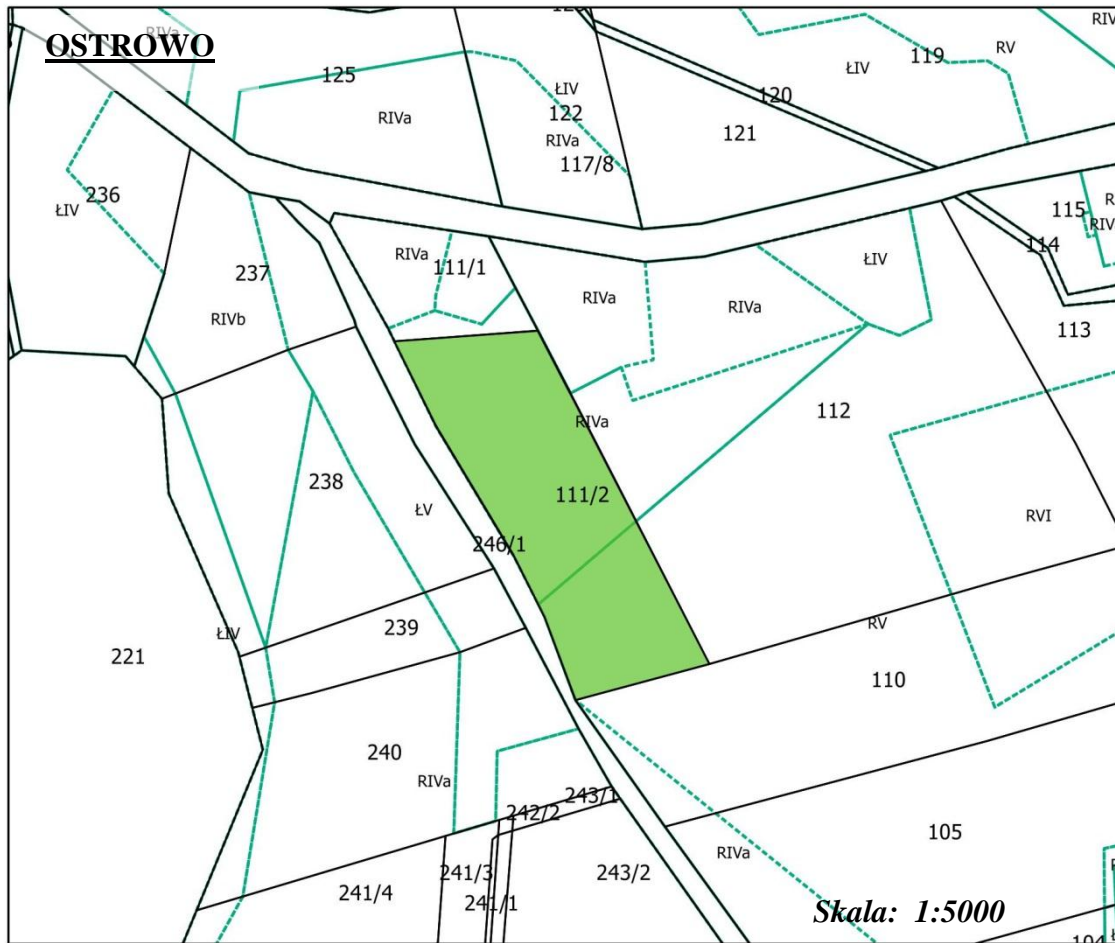 OSTROWO
RIVa
125
RIVa
ŁIV
122
RIVa
117/8
121
120
ŁIV
119
RV
236
ŁIV
237
RIVb
RIVa
111/1
RIVa
RIVa
ŁIV
115
114
113
112
RIVa
111/2
238
ŁV
246/1
RVI
ŁIV
239
221
RV
110
240
RIVa
243/1
242/2
241/3
241/4
241/1
243/2
RIVa
105
Skala: 1:5000